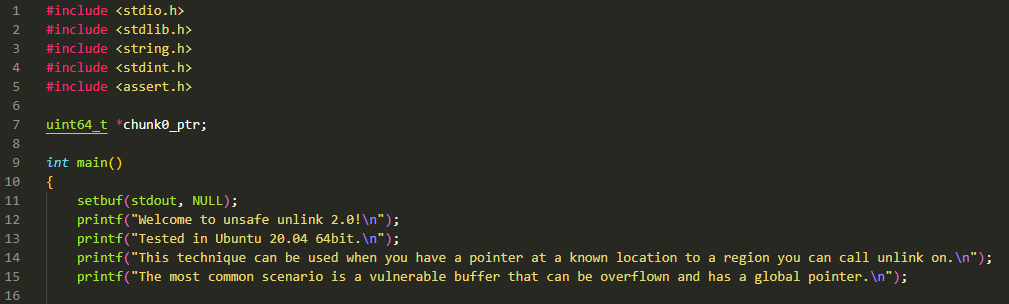 1 #include <stdio.h>
2 #include <stdlib.h>
3 #include <string.h>
4 #include <stdint.h>
5 #include <assert.h>
6
7 uint64_t *chunk0_ptr;
8
9 int main()
10 {
11     setbuf(stdout, NULL);
12     printf("Welcome to unsafe unlink 2.0!\n");
13     printf("Tested in Ubuntu 20.04 64bit.\n");
14     printf("This technique can be used when you have a pointer at a known location to a region you can call unlink on.\n");
15     printf("The most common scenario is a vulnerable buffer that can be overflown and has a global pointer.\n");
16